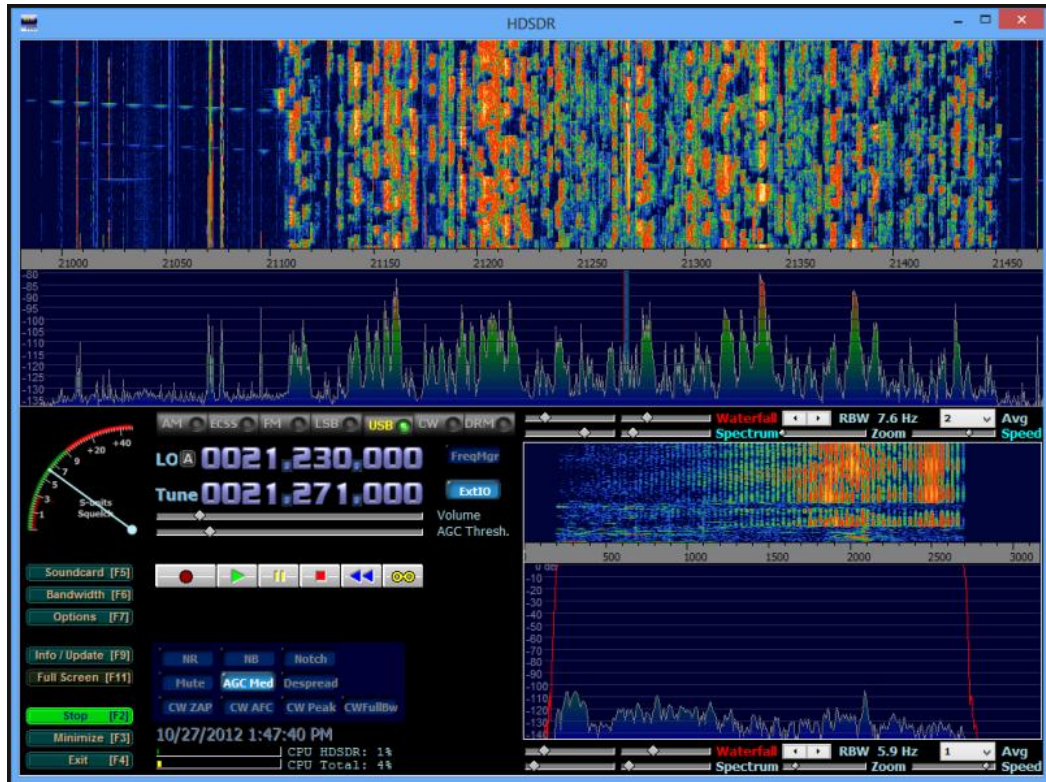 HDSDR
21000 21050 21100 21150 21200 21250 21300 21350 21400 21450
-80
-85
-90
-95
-100
-105
-110
-115
-120
-125
-130
-135
AM ECSS FM LSB USB CW DRM
Waterfall RBW 7.6 Hz 2 Avg
Spectrum Zoom Speed
+40
+20
9
7
5
3
1
S-units
Squelch
LO A 0021.230.000 FreqMgr
Tune 0021.271.000 ExtIO
Volume
AGC Thresh.
500 1000 1500 2000 2500 3000
0 dB
-10
-20
-30
-40
-50
-60
-70
-80
-90
-100
-110
-120
-130
-140
Soundcard [F5]
Bandwidth [F6]
Options [F7]
Info / Update [F9]
Full Screen [F11]
Stop [F2]
Minimize [F3]
Exit [F4]
NR NB Notch
Mute AGC Med Despread
CW ZAP CW AFC CW Peak CWFullBw
10/27/2012 1:47:40 PM
CPU HDSDR: 1%
CPU Total: 4%
Waterfall RBW 5.9 Hz 1 Avg
Spectrum Zoom Speed